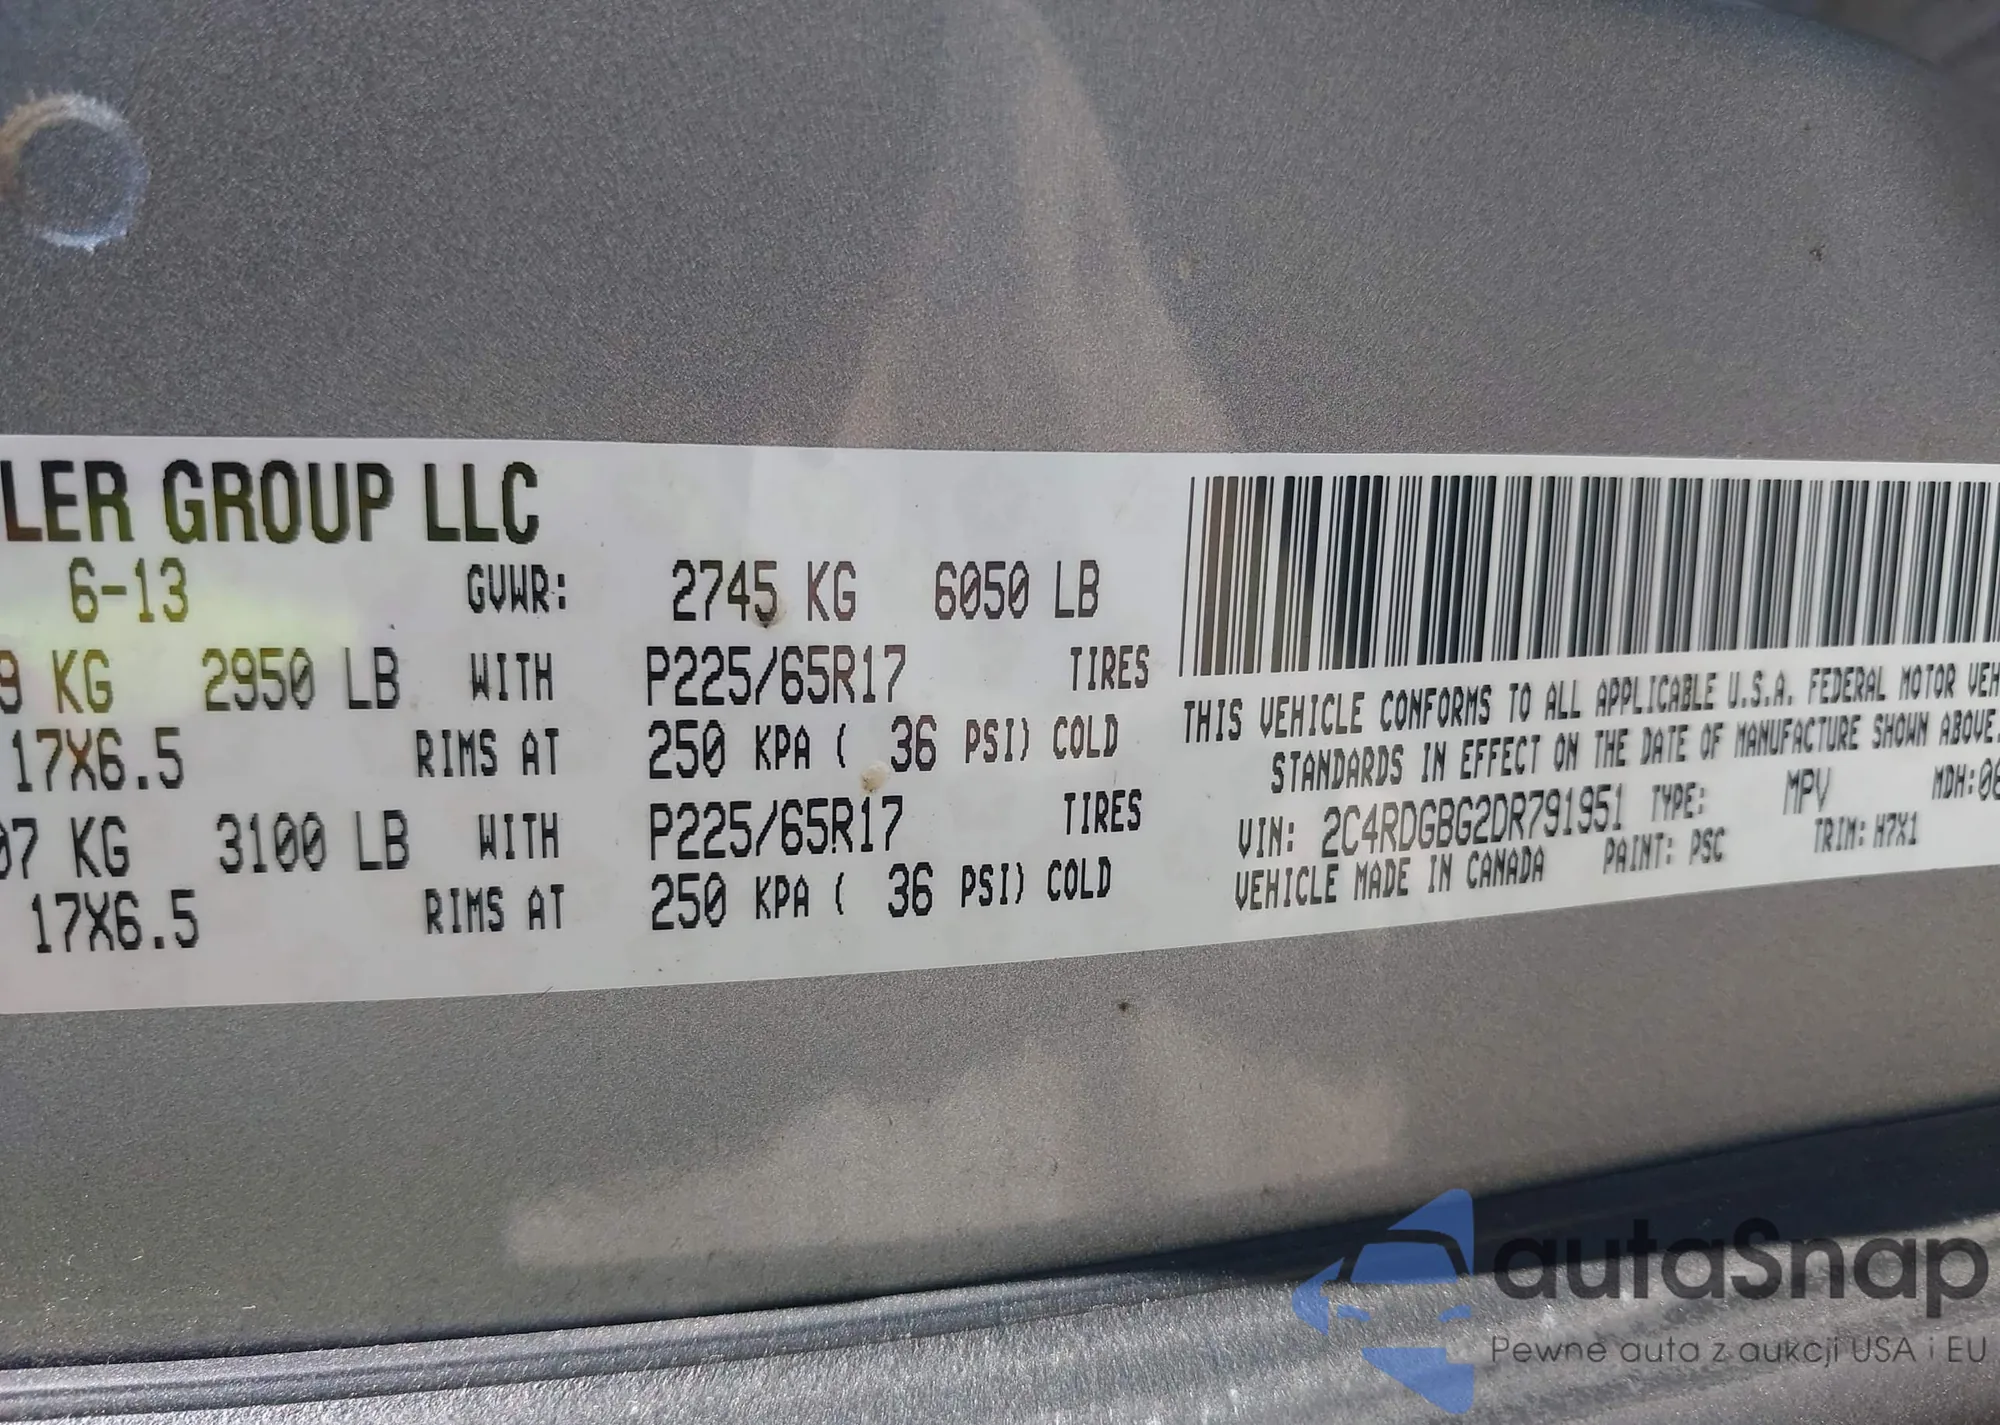 LER GROUP LLC
6-13 GVWR: 2745 KG 6050 LB
9 KG 2950 LB WITH P225/65R17 TIRES
17X6.5 RIMS AT 250 KPA ( 36 PSI) COLD
07 KG 3100 LB WITH P225/65R17 TIRES
17X6.5 RIMS AT 250 KPA ( 36 PSI) COLD
THIS VEHICLE CONFORMS TO ALL APPLICABLE U.S.A. FEDERAL MOTOR VEH
STANDARDS IN EFFECT ON THE DATE OF MANUFACTURE SHOWN ABOVE.
VIN: 2C4RDGBG2DR791951 TYPE: MPV MDH:06
VEHICLE MADE IN CANADA PAINT: PSC TRIM: H7X1
autaSnap
Pewne auta z aukcji USA i EU